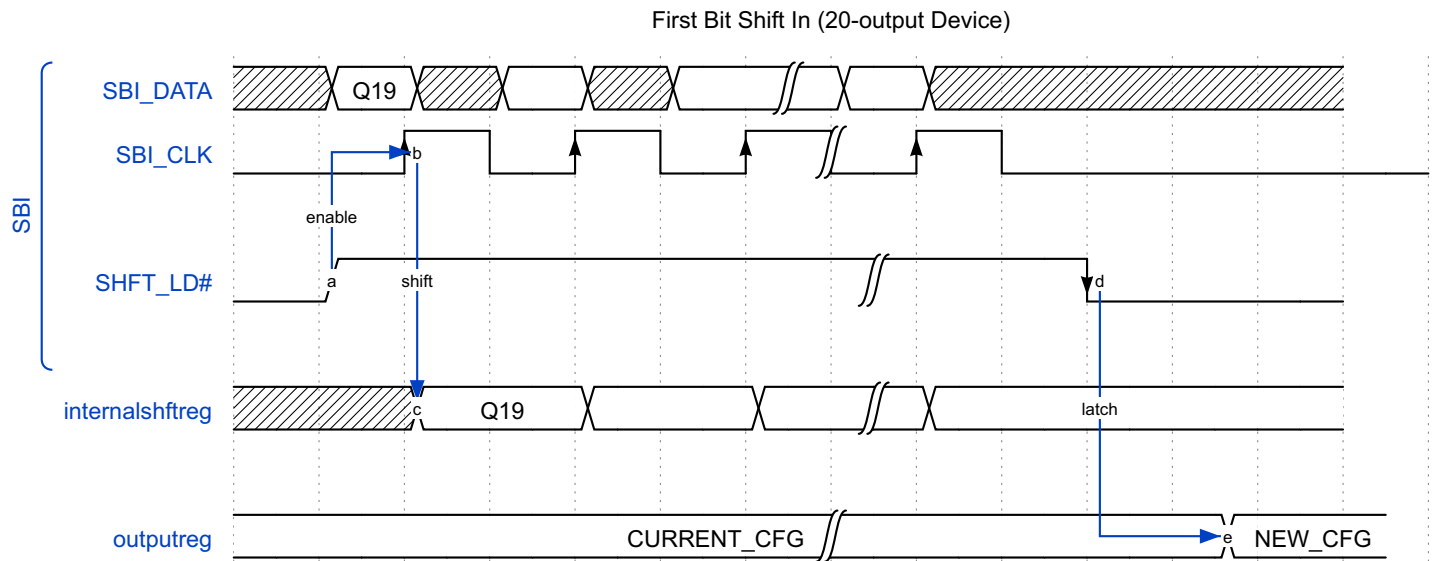 First Bit Shift In (20-output Device)
SBI
SBI_DATA
Q19
SBI_CLK
b
enable
SHFT_LD#
a
shift
d
internalshftreg
c
Q19
latch
outputreg
CURRENT_CFG
e
NEW_CFG